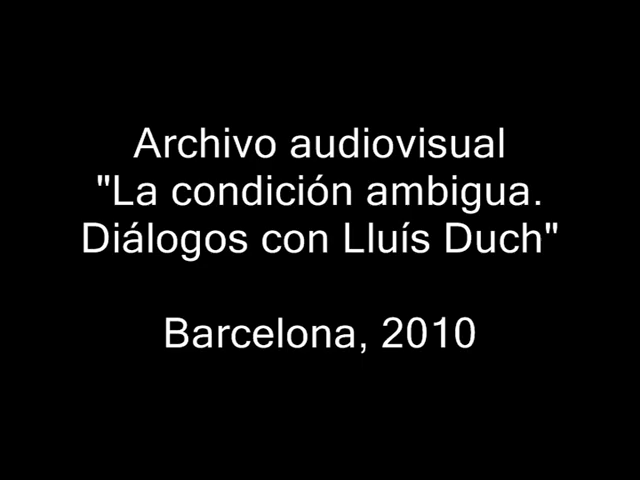 Archivo audiovisual
"La condición ambigua.
Diálogos con Lluís Duch"
Barcelona, 2010